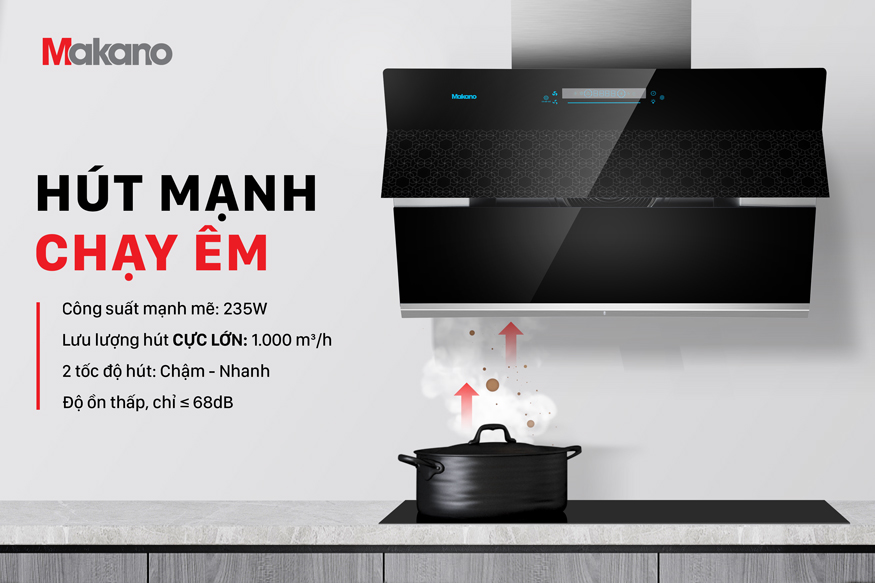 Makano
Makano
HÚT MẠNH
CHẠY ÊM
Công suất mạnh mẽ: 235W
Lưu lượng hút CỰC LỚN: 1.000 m³/h
2 tốc độ hút: Chậm - Nhanh
Độ ồn thấp, chỉ ≤ 68dB